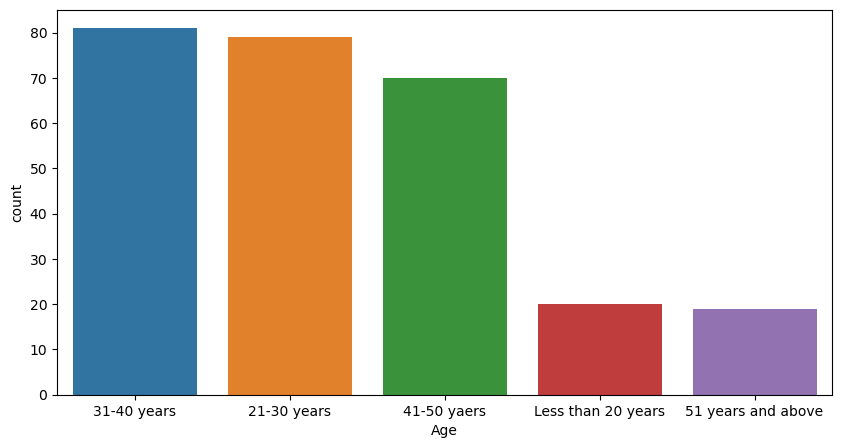 80
70
60
50
40
30
20
10
0
count
31-40 years
21-30 years
41-50 yaers
Less than 20 years
51 years and above
Age